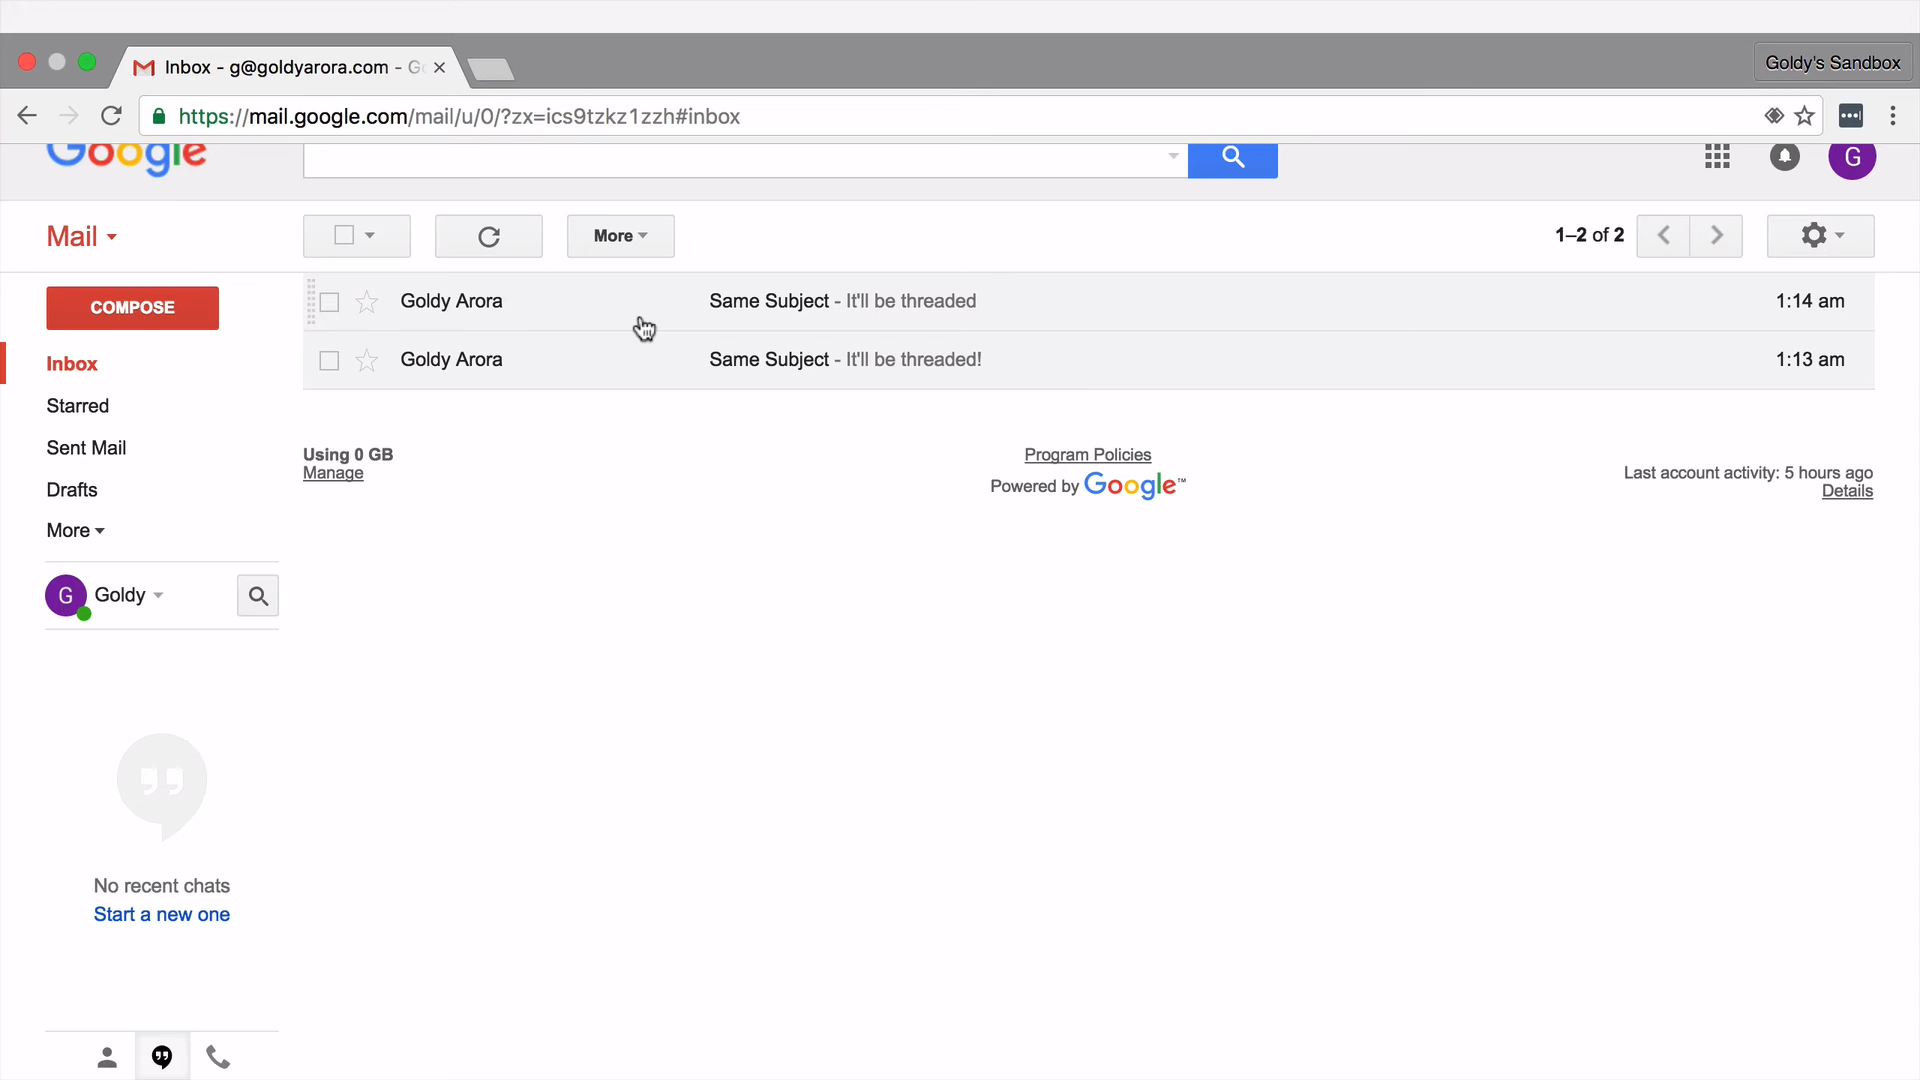 Inbox - g@goldyarora.com - G
Goldy's Sandbox
https://mail.google.com/mail/u/0/?zx=ics9tzkz1zzh#inbox
Google
G
Mail
More
1–2 of 2
COMPOSE
Goldy Arora Same Subject - It'll be threaded 1:14 am
Goldy Arora Same Subject - It'll be threaded! 1:13 am
Inbox
Starred
Sent Mail
Drafts
More
Using 0 GB
Manage
Program Policies
Powered by Google™
Last account activity: 5 hours ago
Details
G Goldy
No recent chats
Start a new one